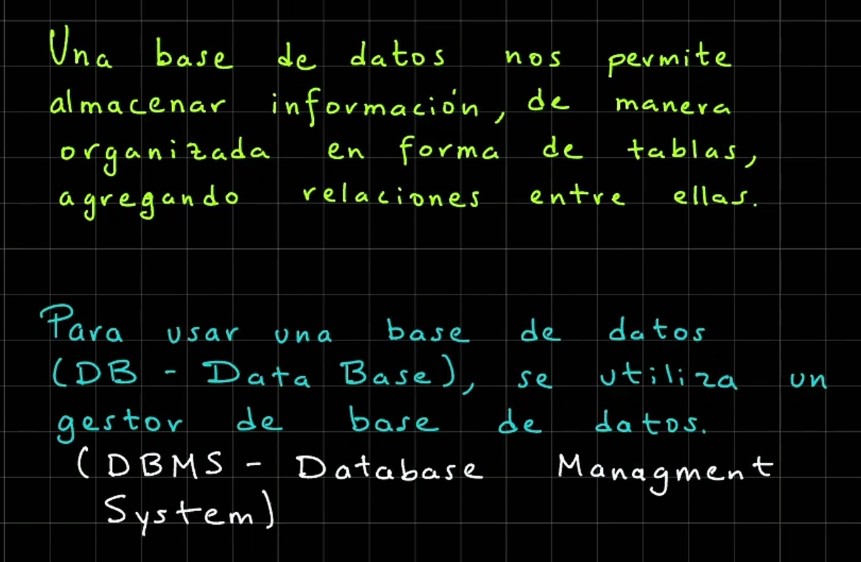 Una base de datos nos permite
almacenar información, de manera
organizada en forma de tablas,
agregando relaciones entre ellas.
Para usar una base de datos
(DB - Data Base), se utiliza un
gestor de base de datos.
(DBMS - Database Managment
System)